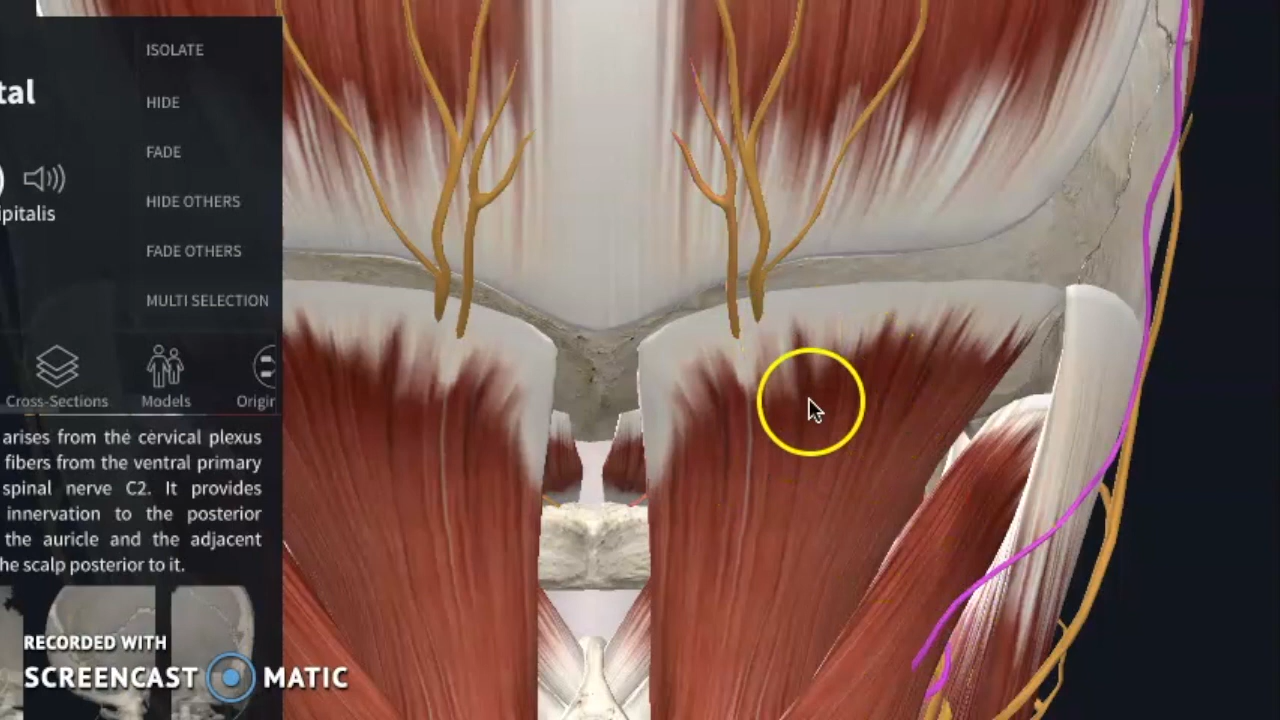 tal
ipitalis
ISOLATE
HIDE
FADE
HIDE OTHERS
FADE OTHERS
MULTI SELECTION
Cross-Sections
Models
Origin
arises from the cervical plexus
fibers from the ventral primary
spinal nerve C2. It provides
innervation to the posterior
the auricle and the adjacent
he scalp posterior to it.
RECORDED WITH
SCREENCAST MATIC